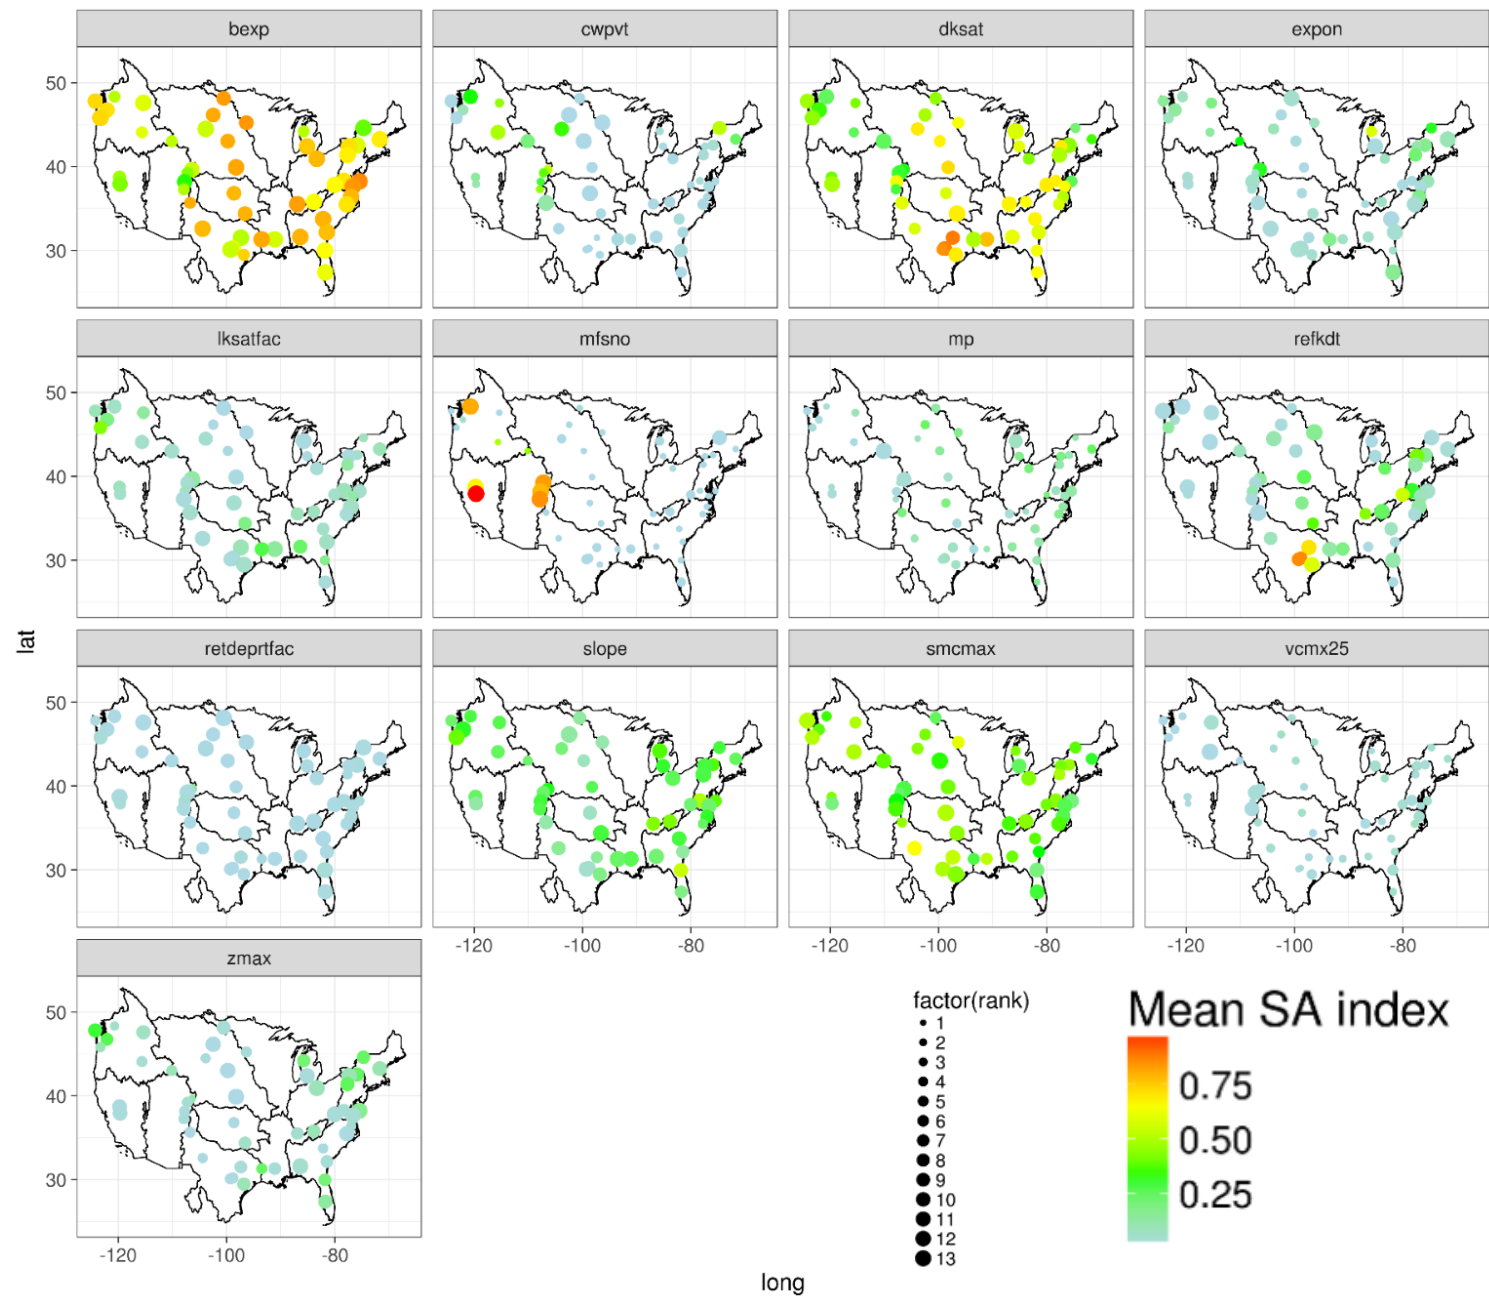 bexp cwpvt dksat expon
50
40
30
lksatfac mfsno mp refkdt
50
40
30
lat
retdeprtfac slope smcmax vcmx25
50
40
30
-120 -100 -80 -120 -100 -80 -120 -100 -80
zmax
50
40
30
-120 -100 -80
factor(rank)
1
2
3
4
5
6
7
8
9
10
11
12
13
Mean SA index
0.75
0.50
0.25
long